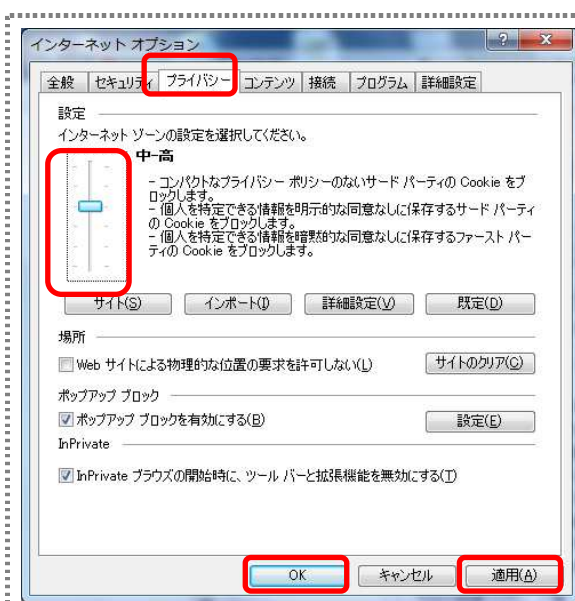 インターネット オプション
全般 セキュリティ プライバシー コンテンツ 接続 プログラム 詳細設定
設定
インターネット ゾーンの設定を選択してください。
中-高
- コンパクトなプライバシー ポリシーのないサード パーティの Cookie をブ
ロックします。
- 個人を特定できる情報を明示的な同意なしに保存するサード パーティ
の Cookie をブロックします。
- 個人を特定できる情報を暗黙的な同意なしに保存するファースト パー
ティの Cookie をブロックします。
サイト(S) インポート(I) 詳細設定(V) 既定(D)
場所
Web サイトによる物理的な位置の要求を許可しない(L) サイトのクリア(C)
ポップアップ ブロック
ポップアップ ブロックを有効にする(B) 設定(E)
InPrivate
InPrivate ブラウズの開始時に、ツール バーと拡張機能を無効にする(T)
OK キャンセル 適用(A)